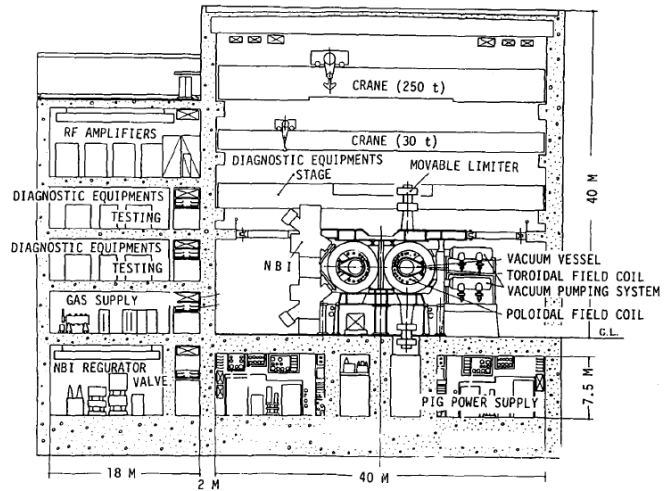 CRANE (250 t)
RF AMPLIFIERS
CRANE (30 t)
DIAGNOSTIC EQUIPMENTS
STAGE
MOVABLE LIMITER
40 M
DIAGNOSTIC EQUIPMENTS
TESTING
DIAGNOSTIC EQUIPMENTS
TESTING
NBI
VACUUM VESSEL
TOROIDAL FIELD COIL
VACUUM PUMPING SYSTEM
GAS SUPPLY
POLOIDAL FIELD COIL
G.L.
NBI REGURATOR
VALVE
PIG POWER SUPPLY
7.5 M
18 M
2 M
40 M